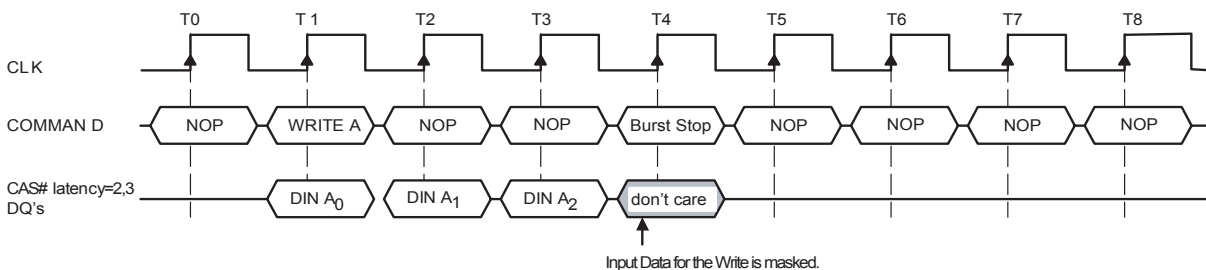 T0 T 1 T2 T3 T4 T5 T6 T7 T8
CLK
COMMAN D NOP WRITE A NOP NOP Burst Stop NOP NOP NOP NOP
CAS# latency=2,3
DQ's DIN A0 DIN A1 DIN A2 don't care
Input Data for the Write is masked.